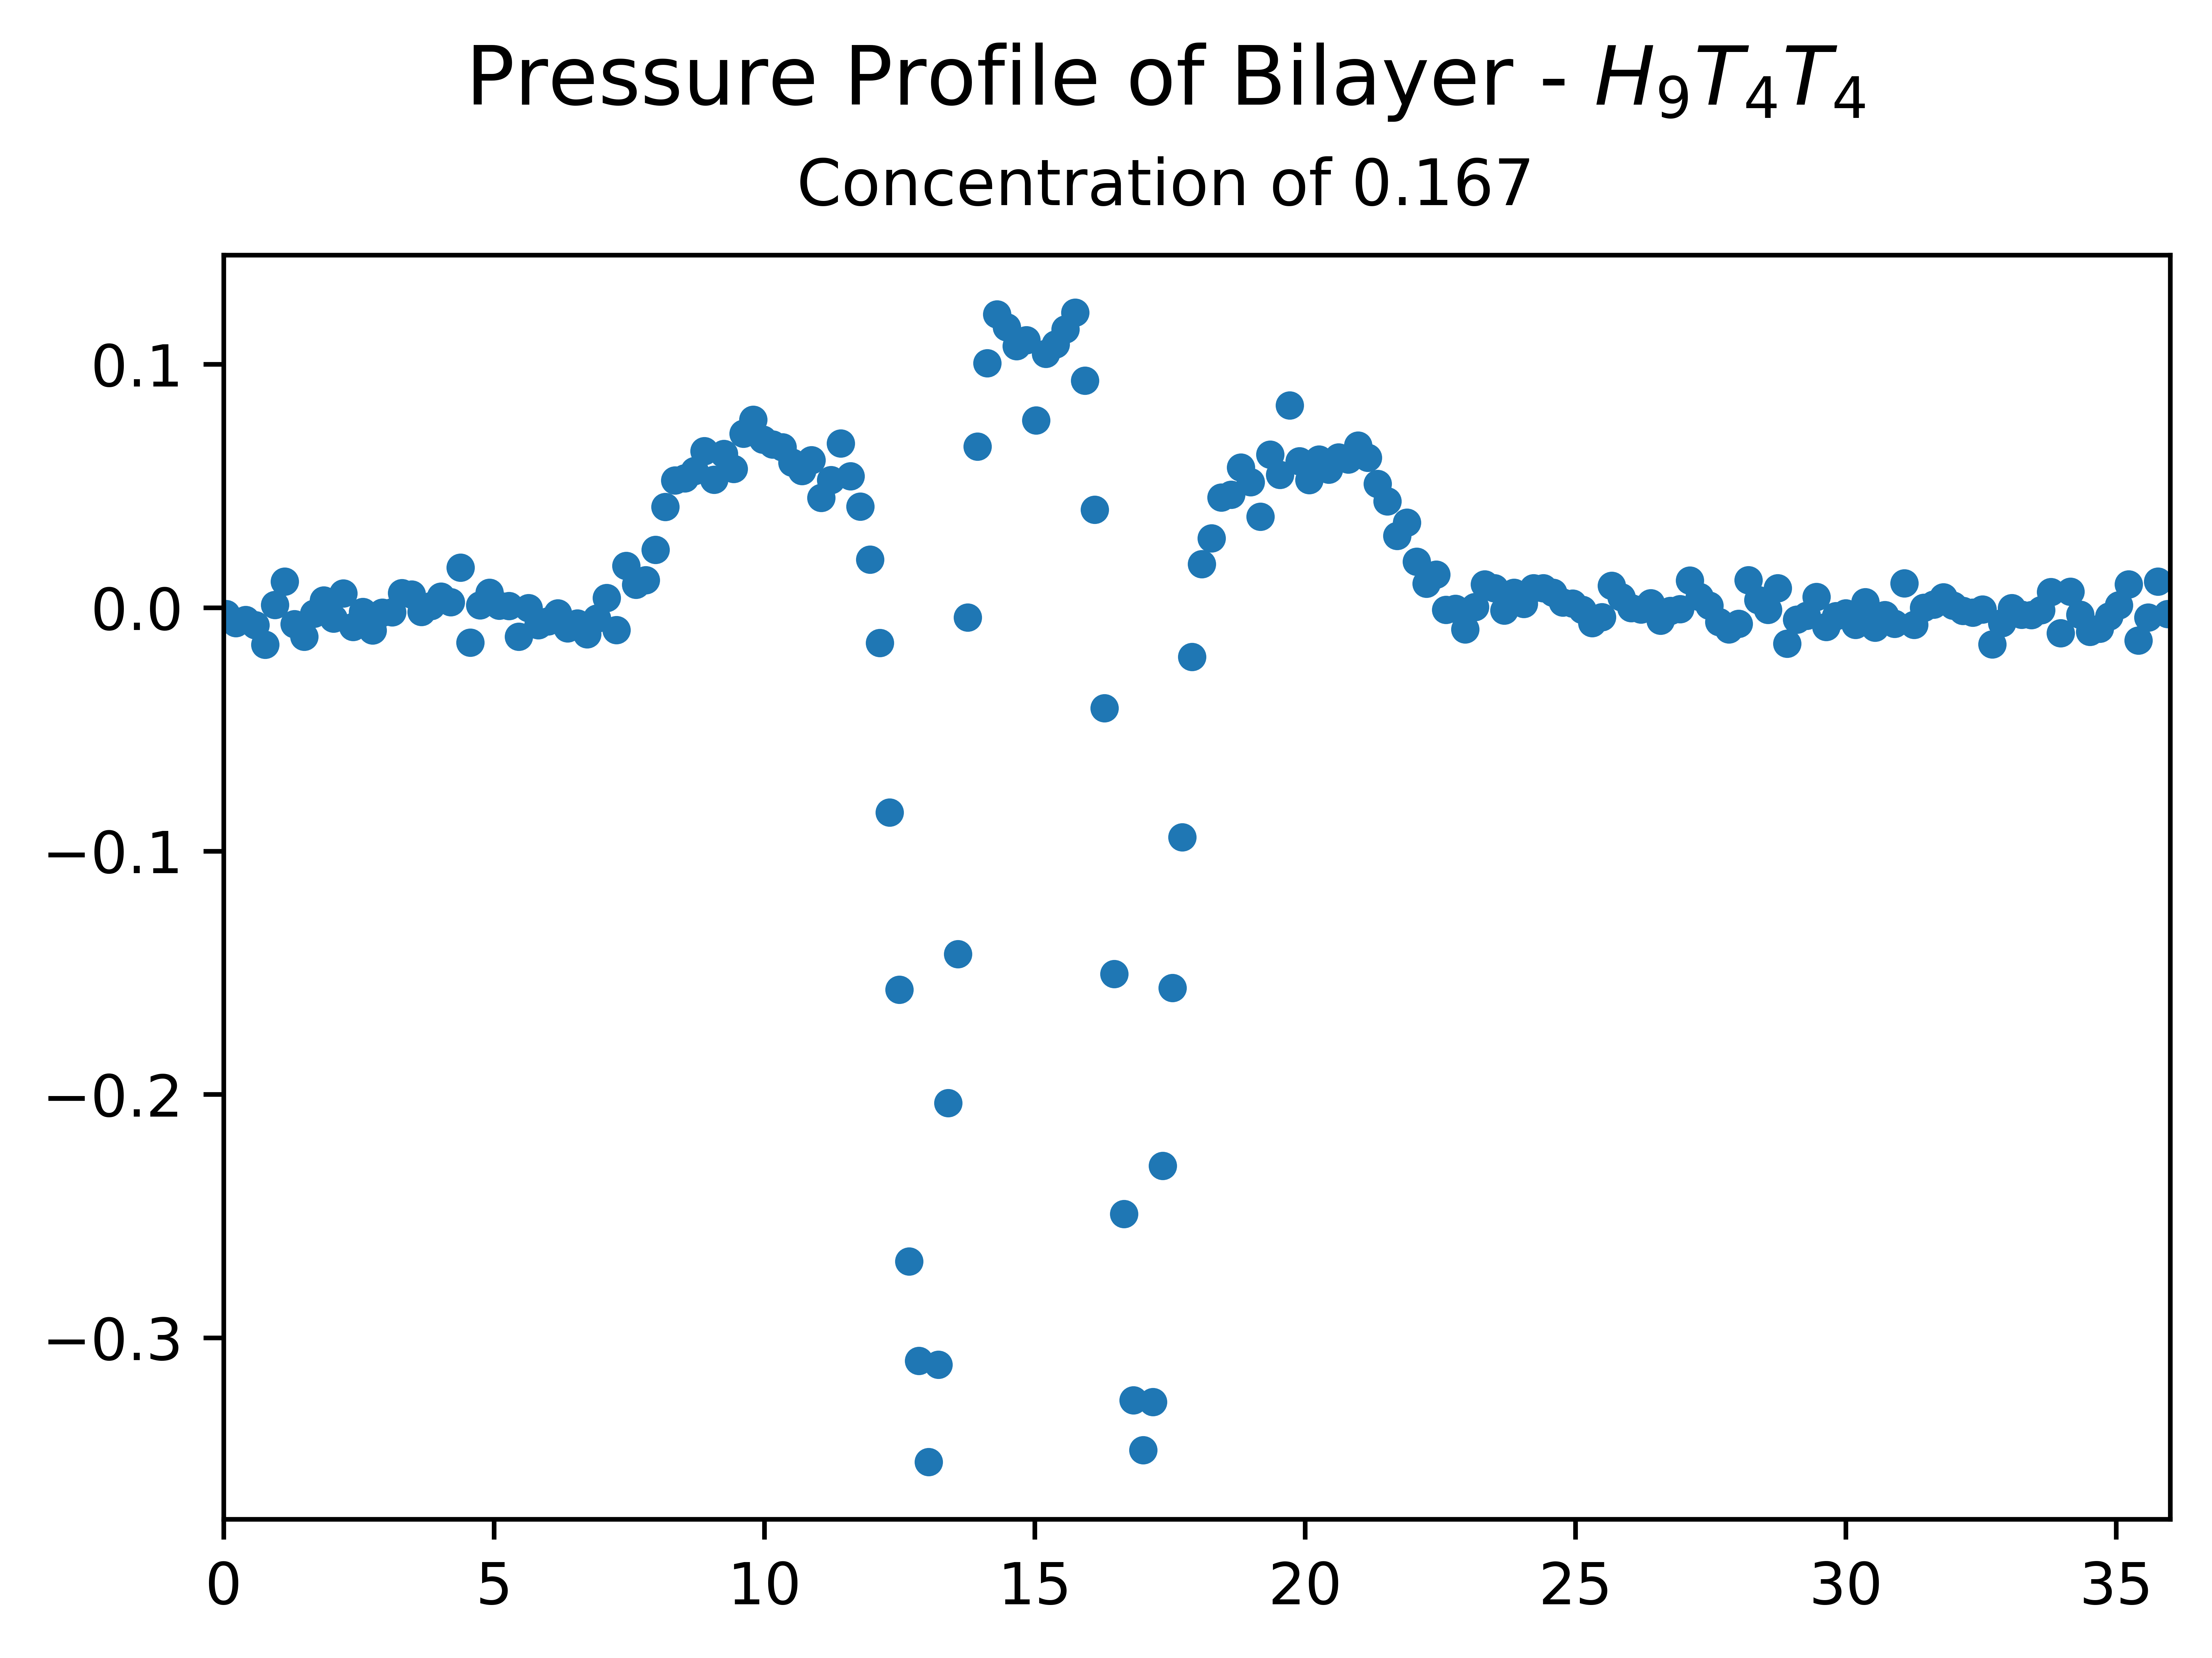 Pressure Profile of Bilayer - H₉T₄T₄
Concentration of 0.167
0.1
0.0
−0.1
−0.2
−0.3
0 5 10 15 20 25 30 35